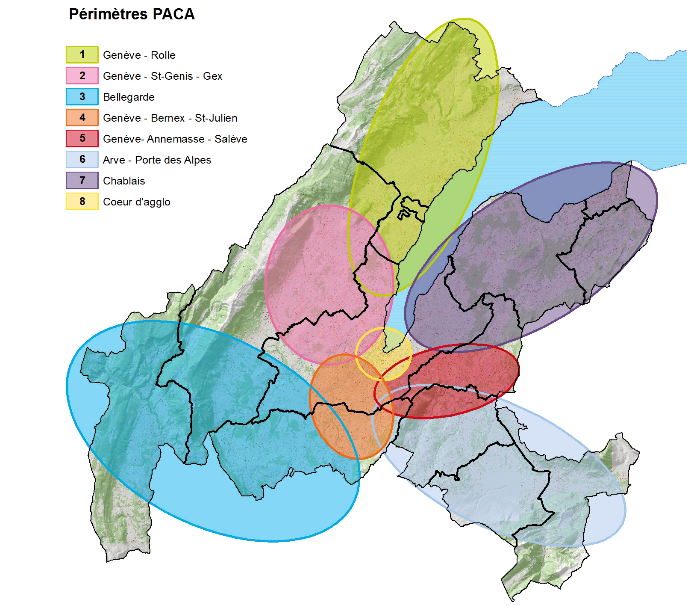 Périmètres PACA
1 Genève - Rolle
2 Genève - St-Genis - Gex
3 Bellegarde
4 Genève - Bernex - St-Julien
5 Genève- Annemasse - Salève
6 Arve - Porte des Alpes
7 Chablais
8 Coeur d'agglo